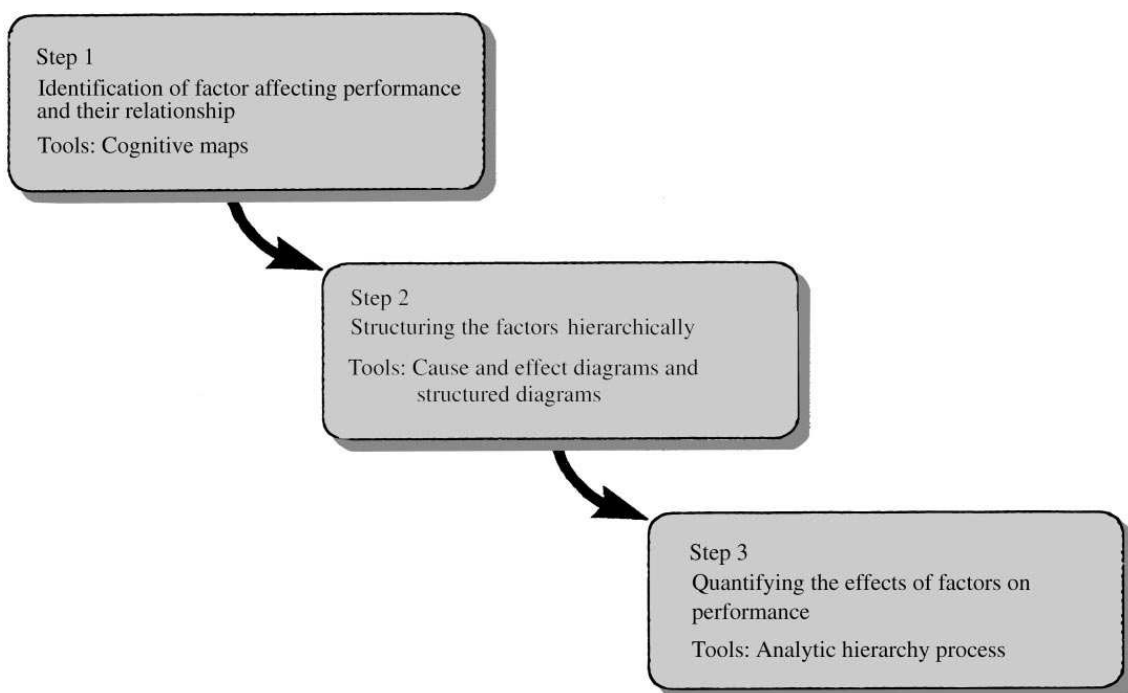 Step 1
Identification of factor affecting performance
and their relationship
Tools: Cognitive maps
Step 2
Structuring the factors hierarchically
Tools: Cause and effect diagrams and
structured diagrams
Step 3
Quantifying the effects of factors on
performance
Tools: Analytic hierarchy process